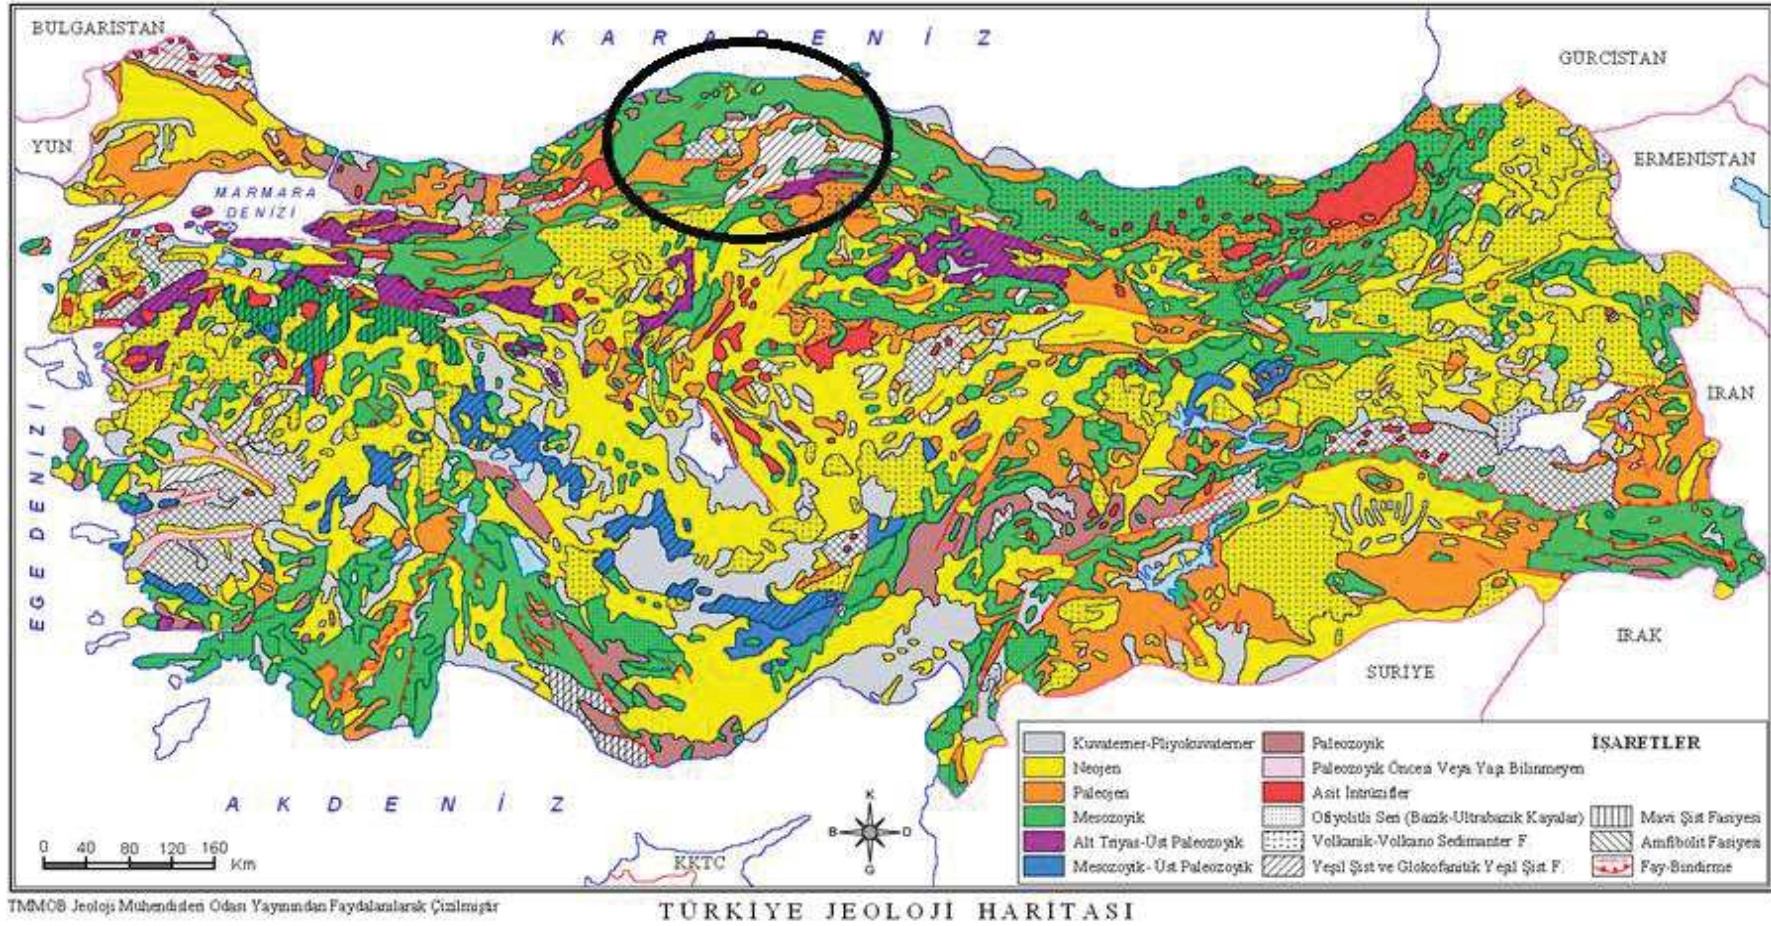 BULGARİSTAN
K A R A D E N İ Z
GÜRCİSTAN
YUN
ERMENİSTAN
MARMARA
DENİZİ
İRAN
EGE DENİZİ
IRAK
SURİYE
A K D E N İ Z
KKTC
K
B D
G
0 40 80 120 160
Km
Kuvaterner-Pliyokuvaterner
Neojen
Paleojen
Mesozoyik
Alt Triyas-Üst Paleozoyik
Mesozoyik- Üst Paleozoyik
Paleozoyik
Paleozoyik Öncesi Veya Yaşı Bilinmeyen
Asit İntrüzifler
Ofiyolitli Seri (Bazik-Ultrabazik Kayalar)
Volkanik-Volkano Sedimanter F.
Yeşil Şist ve Glokofanitik Yeşil Şist F.
İŞARETLER
Mavi Şist Fasiyesi
Amfibolit Fasiyesi
Fay-Bindirme
TMMOB Jeoloji Mühendisleri Odası Yayınından Faydalanılarak Çizilmiştir
TÜRKİYE JEOLOJİ HARİTASI